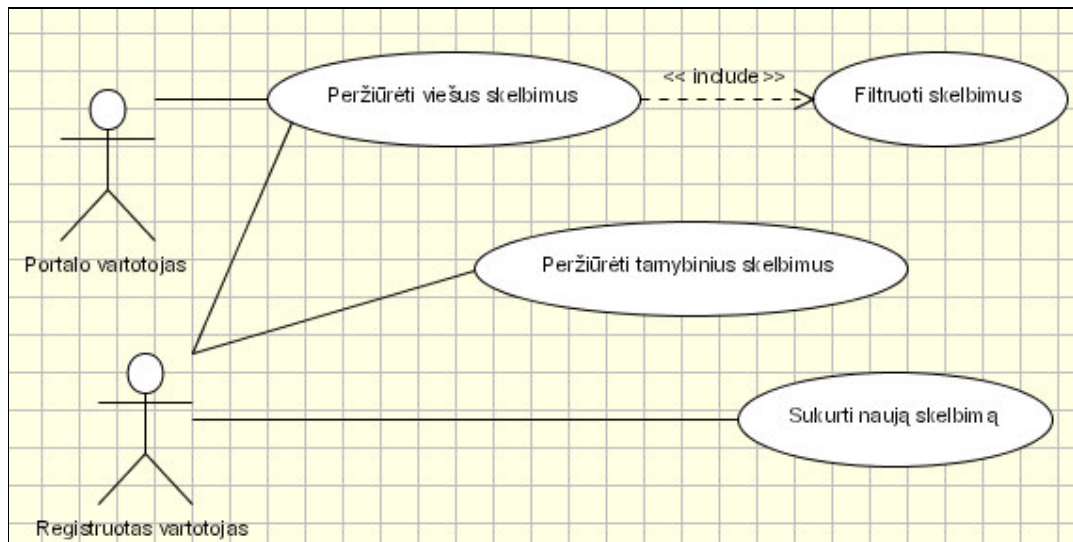 Peržiūrėti viešus skelbimus
<< include >>
Filtruoti skelbimus
Portalo vartotojas
Peržiūrėti tarnybinius skelbimus
Sukurti naują skelbimą
Registruotas vartotojas